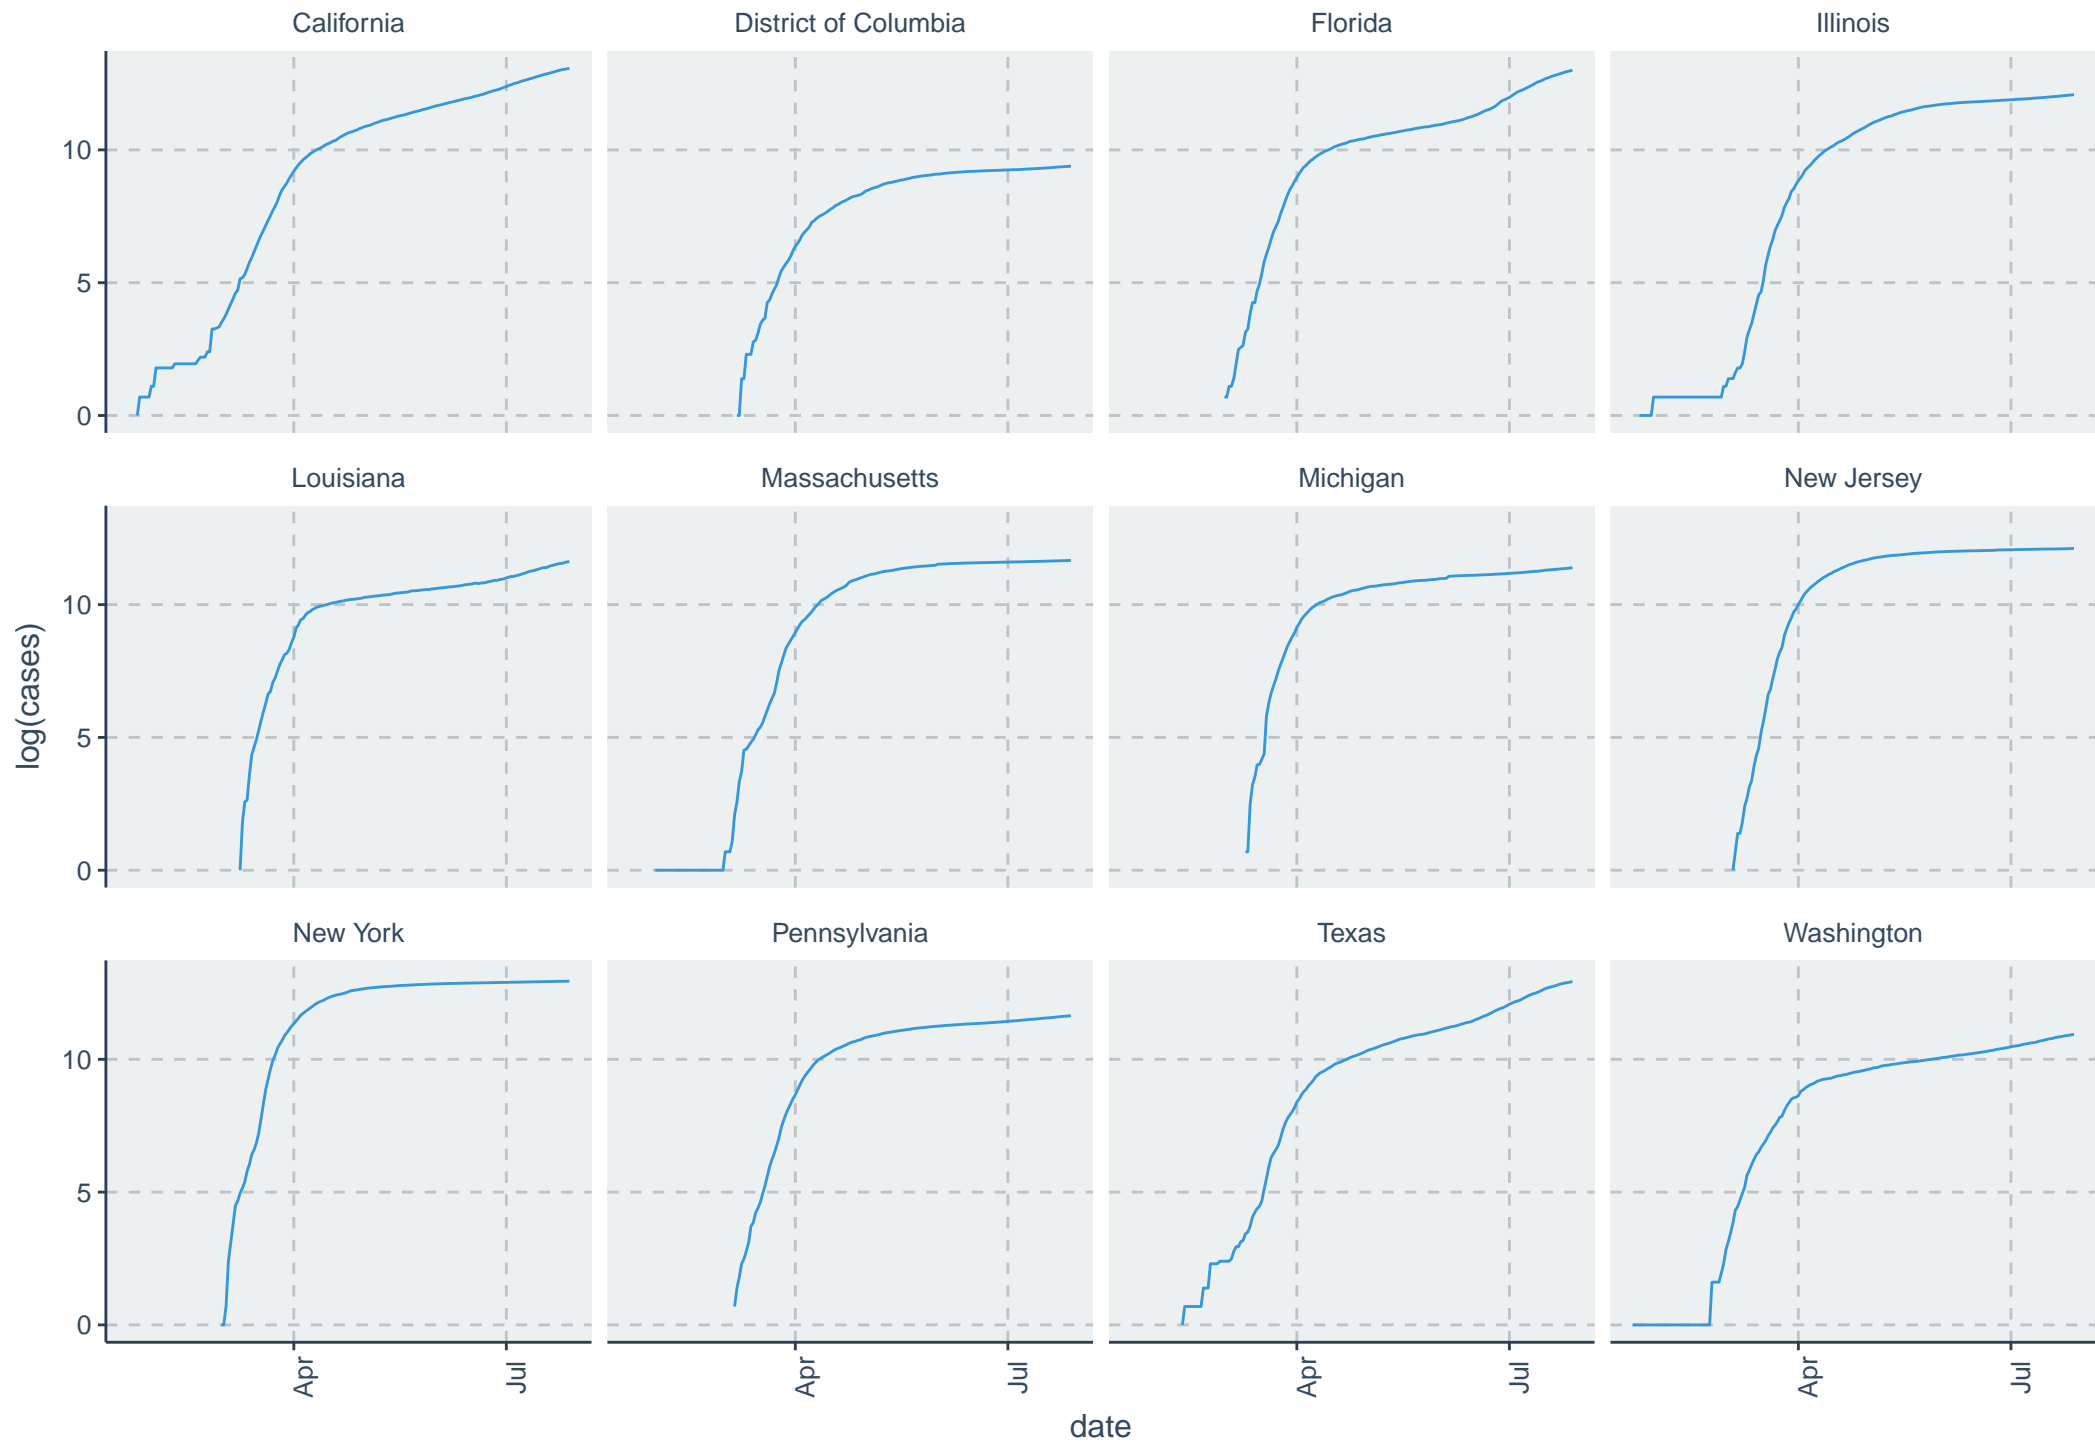 California
District of Columbia
Florida
Illinois
10
5
0
Louisiana
Massachusetts
Michigan
New Jersey
10
5
0
log(cases)
New York
Pennsylvania
Texas
Washington
10
5
0
Apr
Jul
Apr
Jul
Apr
Jul
Apr
Jul
date